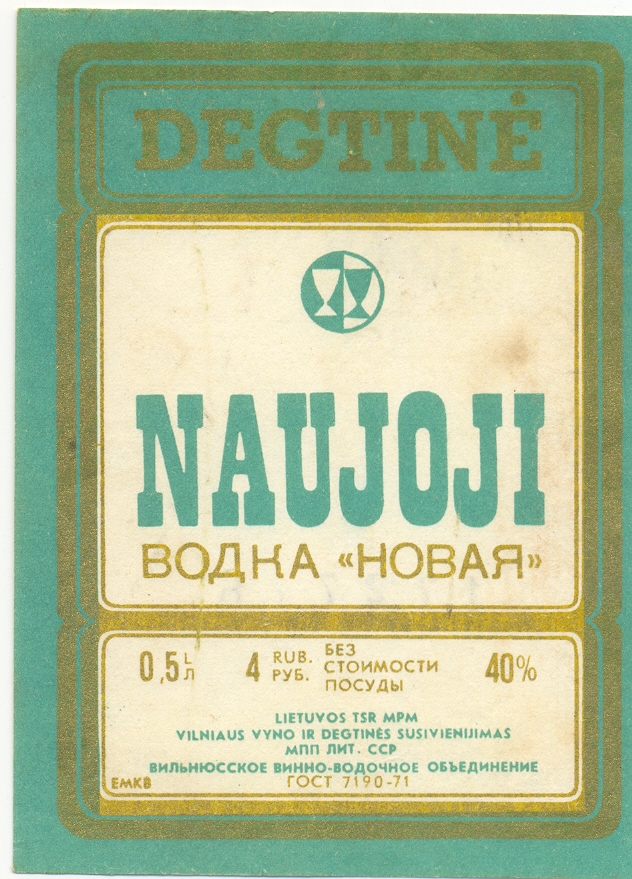 DEGTINĖ
NAUJOJI
ВОДКА «НОВАЯ»
0,5 L Л 4 RUB. РУБ. БЕЗ СТОИМОСТИ ПОСУДЫ 40%
LIETUVOS TSR MPM
VILNIAUS VYNO IR DEGTINĖS SUSIVIENIJIMAS
МПП ЛИТ. ССР
ВИЛЬНЮССКОЕ ВИННО-ВОДОЧНОЕ ОБЪЕДИНЕНИЕ
ЕМКВ ГОСТ 7190-71